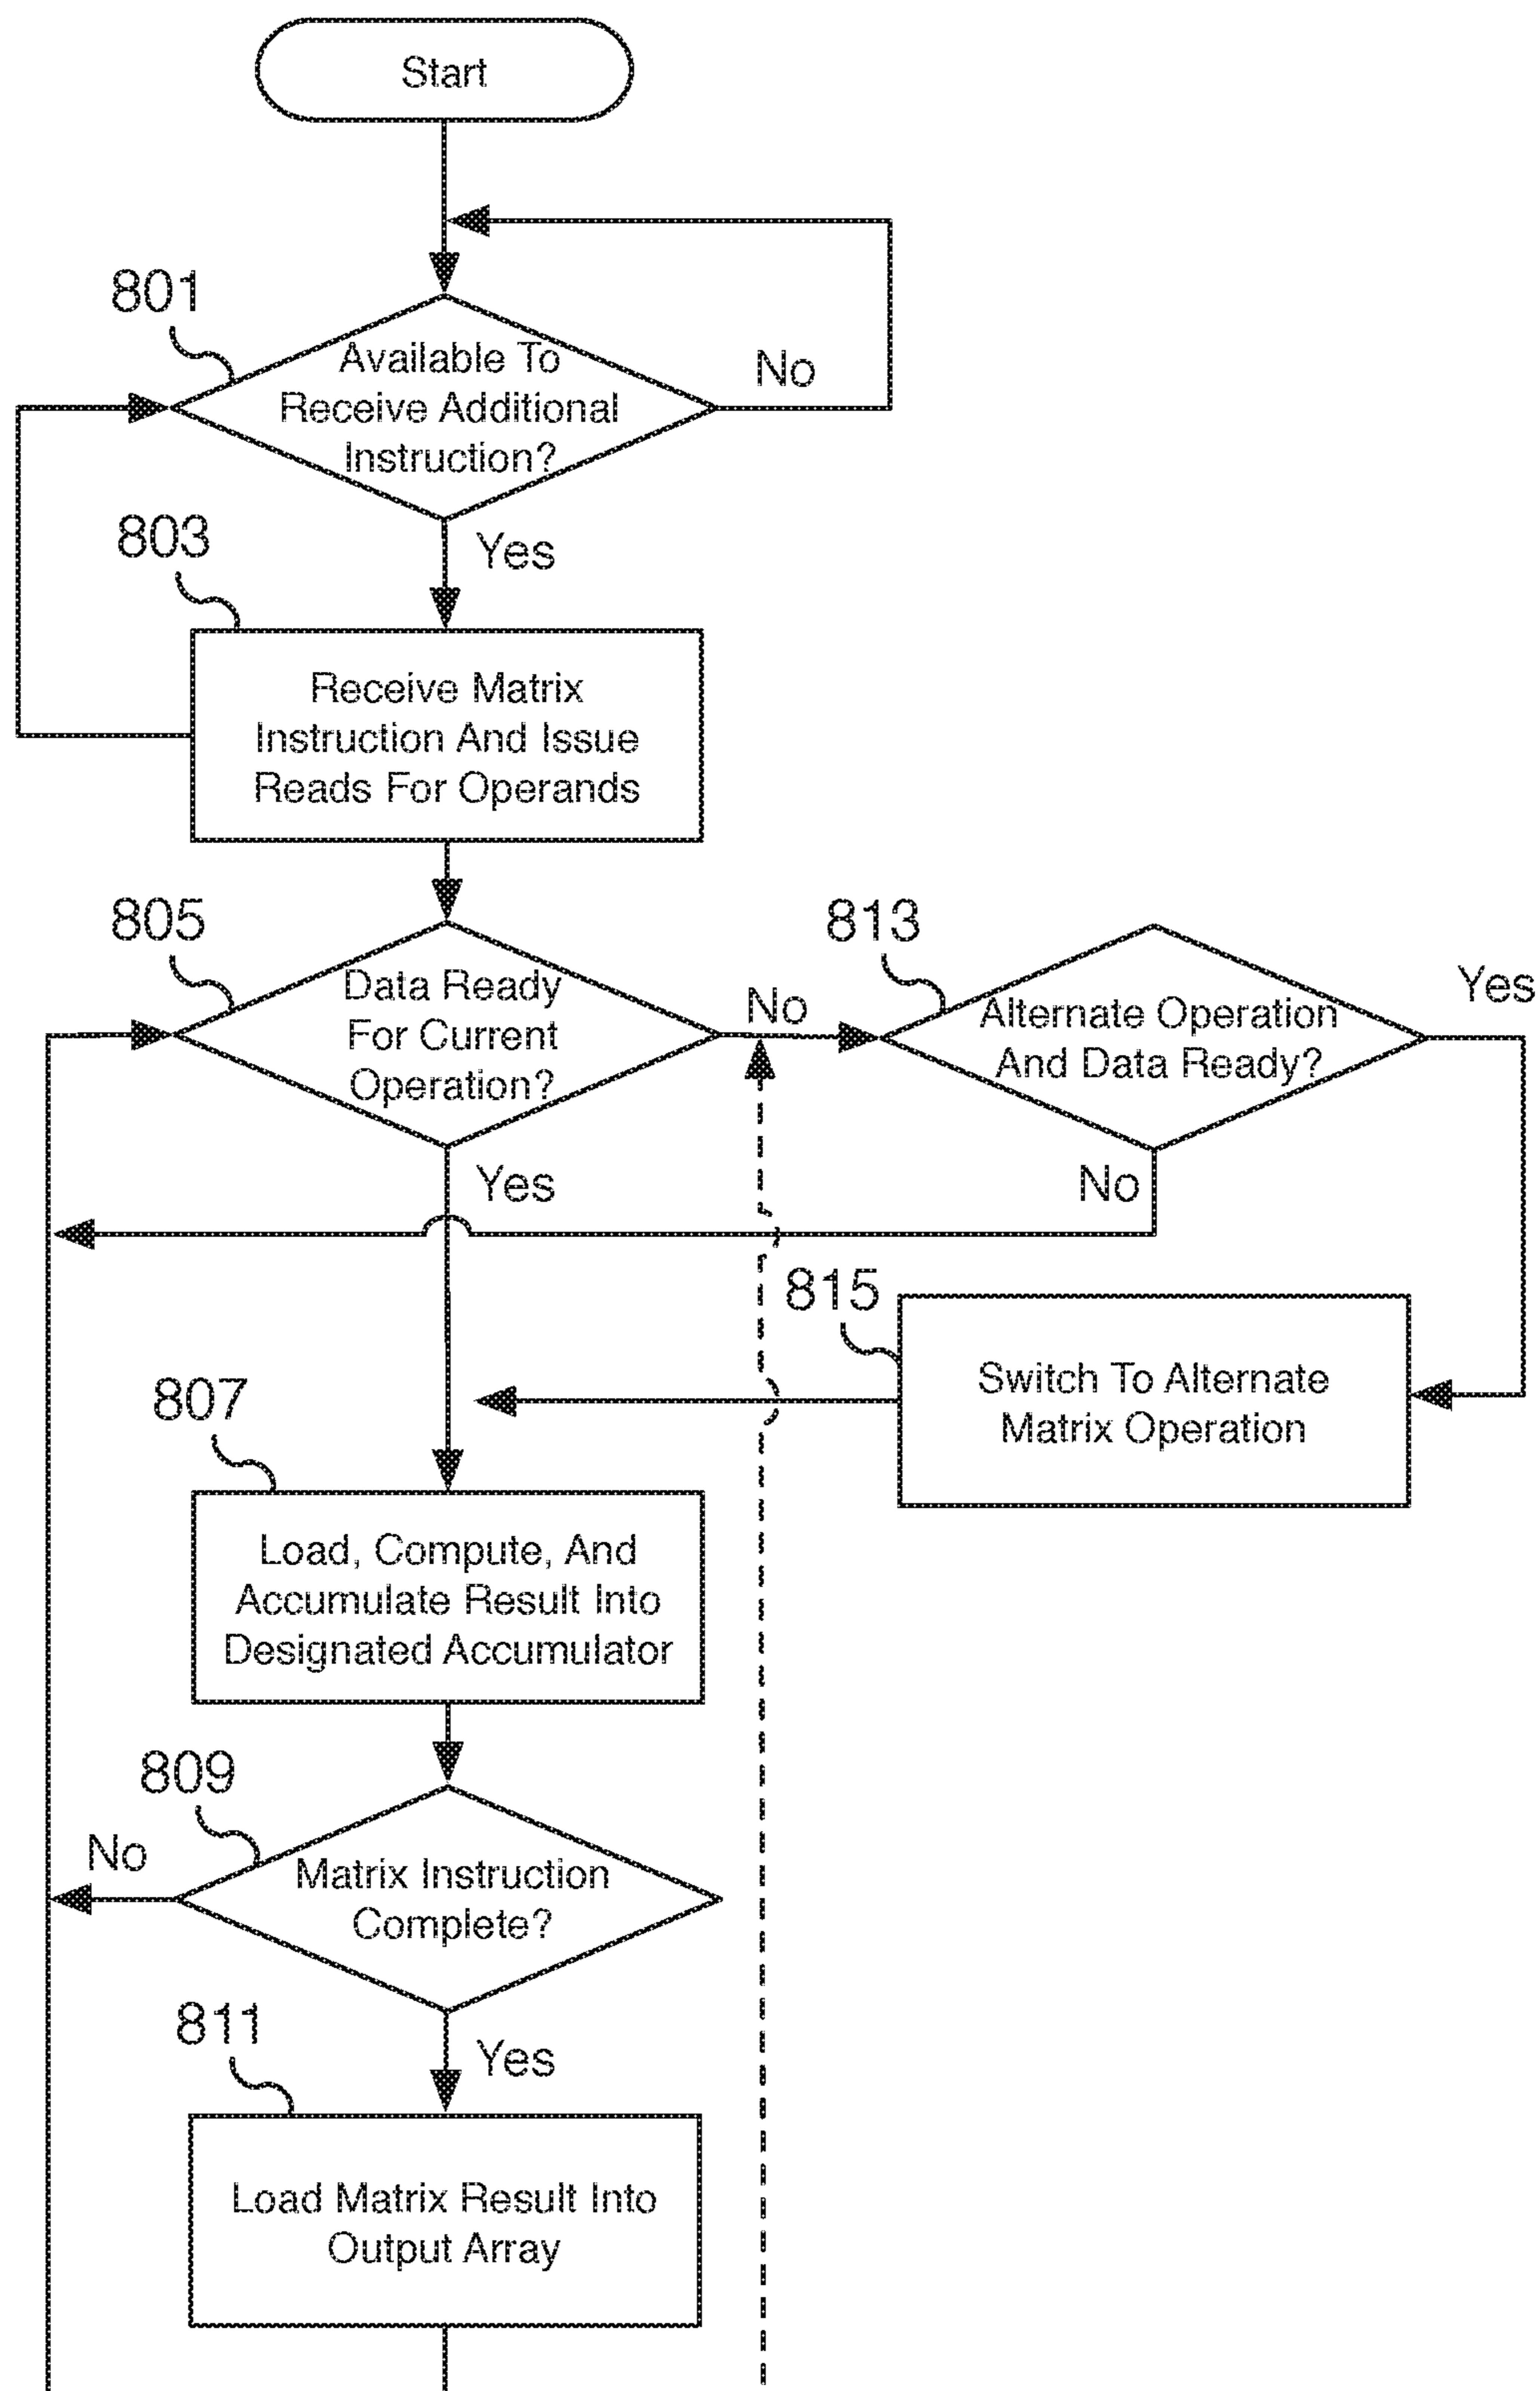 Start
801
Available To
Receive Additional
Instruction?
No
Yes
803
Receive Matrix
Instruction And Issue
Reads For Operands
805
Data Ready
For Current
Operation?
No
Yes
813
Alternate Operation
And Data Ready?
Yes
No
815
Switch To Alternate
Matrix Operation
807
Load, Compute, And
Accumulate Result Into
Designated Accumulator
809
No
Matrix Instruction
Complete?
Yes
811
Load Matrix Result Into
Output Array